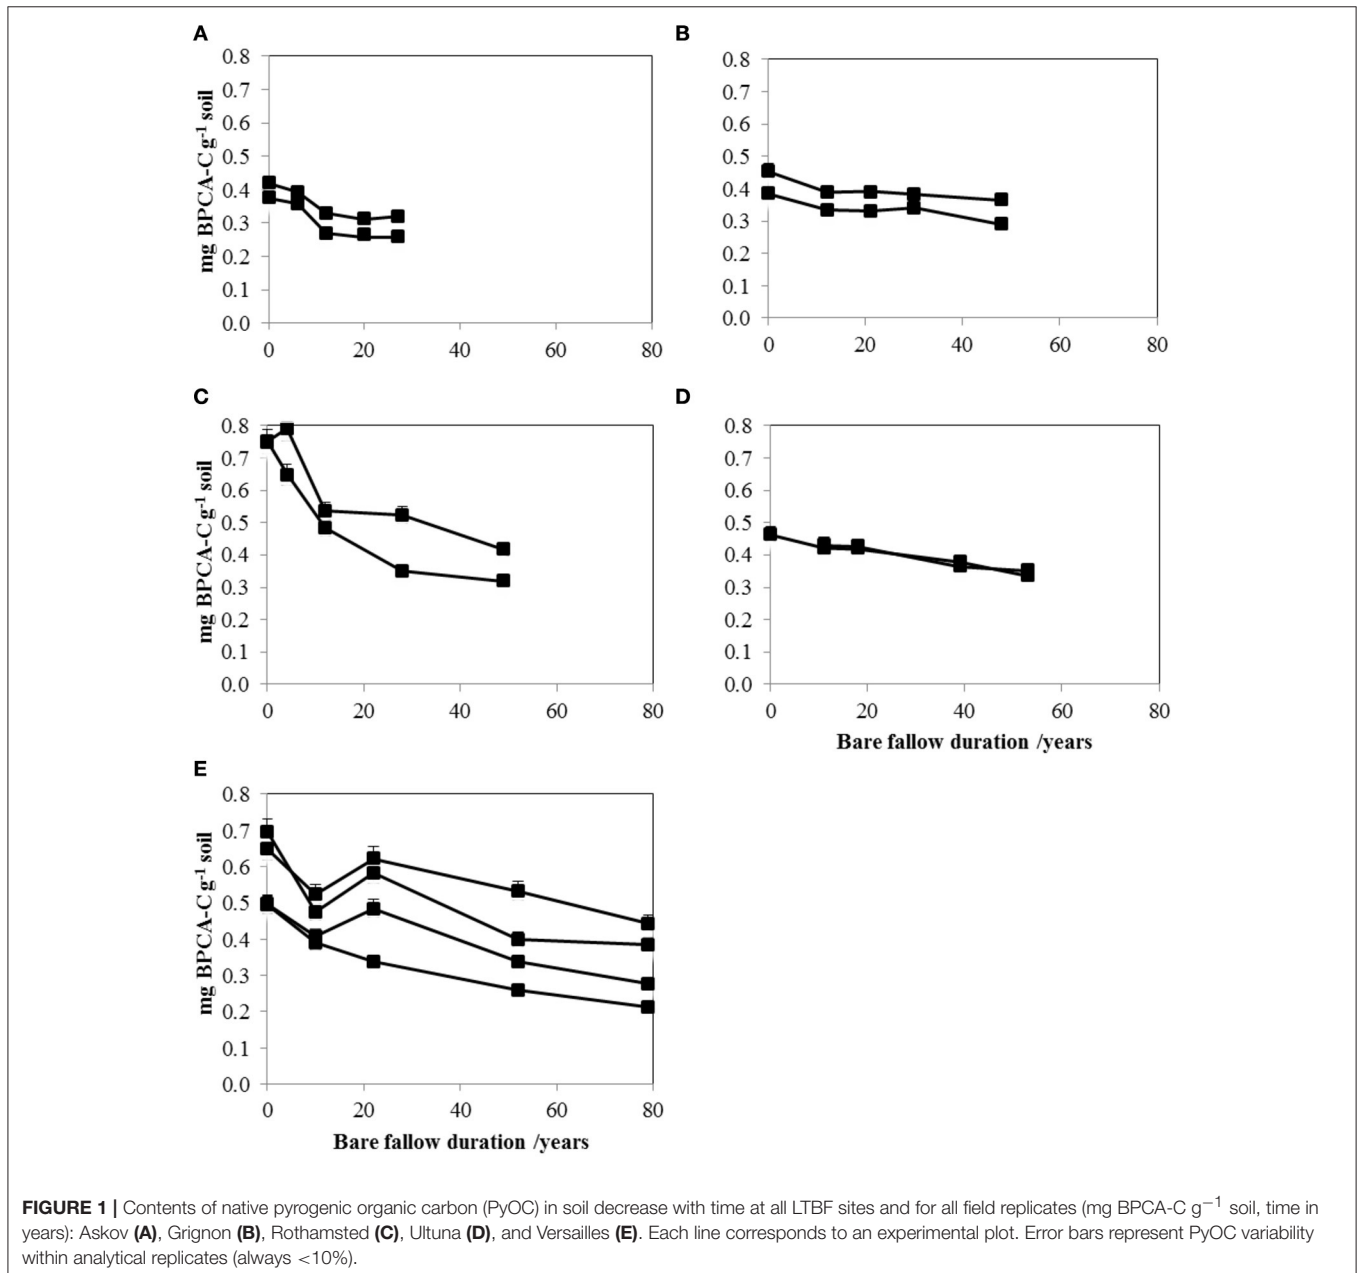 A
0.8
0.7
0.6
0.5
0.4
0.3
0.2
0.1
0.0
mg BPCA-C g-1 soil
0 20 40 60 80
B
0.8
0.7
0.6
0.5
0.4
0.3
0.2
0.1
0.0
0 20 40 60 80
C
0.8
0.7
0.6
0.5
0.4
0.3
0.2
0.1
0.0
mg BPCA-C g-1 soil
0 20 40 60 80
D
0.8
0.7
0.6
0.5
0.4
0.3
0.2
0.1
0.0
0 20 40 60 80
Bare fallow duration /years
E
0.8
0.7
0.6
0.5
0.4
0.3
0.2
0.1
0.0
mg BPCA-C g-1 soil
0 20 40 60 80
Bare fallow duration /years
FIGURE 1 | Contents of native pyrogenic organic carbon (PyOC) in soil decrease with time at all LTBF sites and for all field replicates (mg BPCA-C g−1 soil, time in
years): Askov (A), Grignon (B), Rothamsted (C), Ultuna (D), and Versailles (E). Each line corresponds to an experimental plot. Error bars represent PyOC variability
within analytical replicates (always <10%).